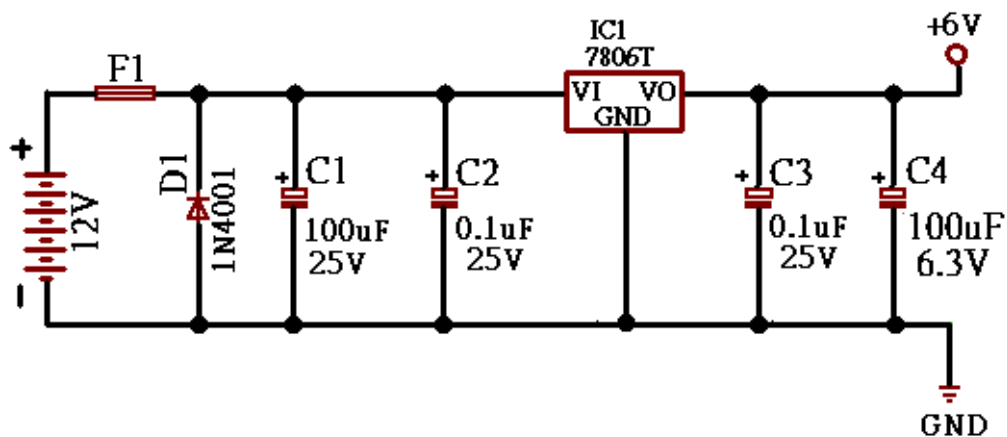 IC1
7806T
+6V
F1
VI VO
GND
+
12V
-
D1
1N4001
+
C1
100uF
25V
+
C2
0.1uF
25V
+
C3
0.1uF
25V
+
C4
100uF
6.3V
GND